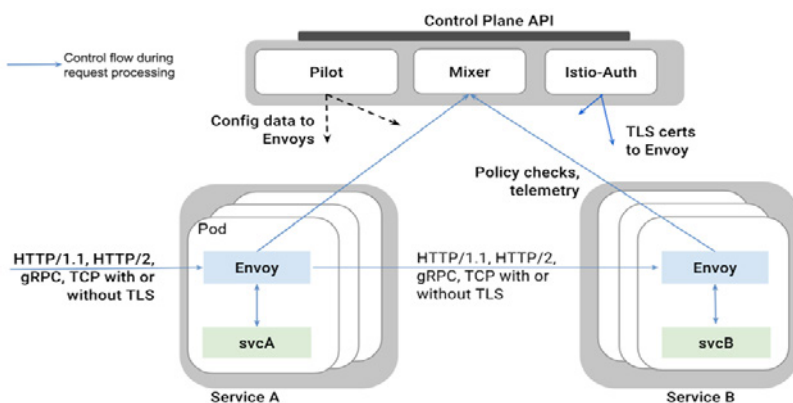 Control Plane API
Control flow during
request processing
Pilot
Mixer
Istio-Auth
Config data to
Envoys
TLS certs
to Envoy
Policy checks,
telemetry
Pod
HTTP/1.1, HTTP/2,
gRPC, TCP with or
without TLS
Envoy
svcA
Service A
HTTP/1.1, HTTP/2,
gRPC, TCP with or
without TLS
Envoy
svcB
Service B